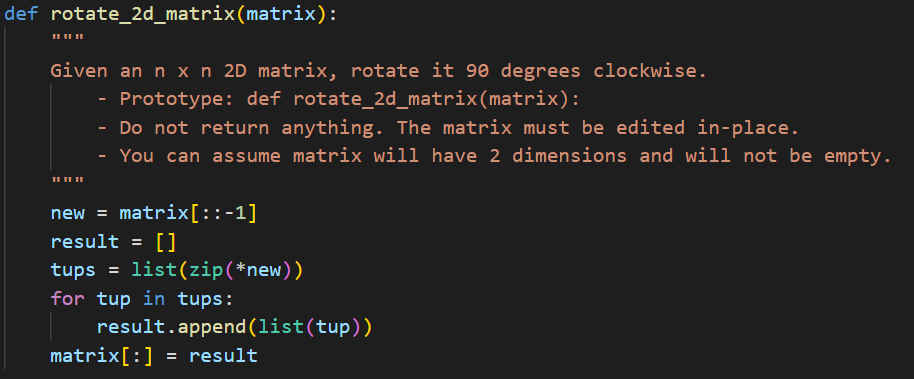 def rotate_2d_matrix(matrix):
    """
    Given an n x n 2D matrix, rotate it 90 degrees clockwise.
        - Prototype: def rotate_2d_matrix(matrix):
        - Do not return anything. The matrix must be edited in-place.
        - You can assume matrix will have 2 dimensions and will not be empty.
    """
    new = matrix[::-1]
    result = []
    tups = list(zip(*new))
    for tup in tups:
        result.append(list(tup))
    matrix[:] = result